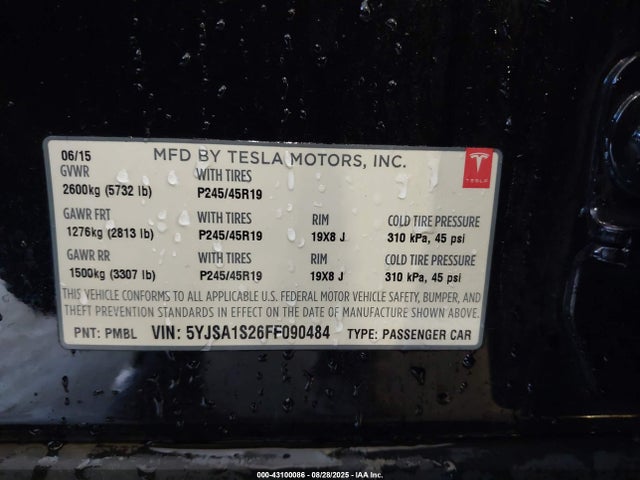 06/15 MFD BY TESLA MOTORS, INC.
TESLA
GVWR WITH TIRES
2600kg (5732 lb) P245/45R19
GAWR FRT WITH TIRES RIM COLD TIRE PRESSURE
1276kg (2813 lb) P245/45R19 19X8 J 310 kPa, 45 psi
GAWR RR WITH TIRES RIM COLD TIRE PRESSURE
1500kg (3307 lb) P245/45R19 19X8 J 310 kPa, 45 psi
THIS VEHICLE CONFORMS TO ALL APPLICABLE U.S. FEDERAL MOTOR VEHICLE SAFETY, BUMPER, AND
THEFT PREVENTION STANDARDS IN EFFECT ON THE DATE OF MANUFACTURE SHOWN ABOVE.
PNT: PMBL VIN: 5YJSA1S26FF090484 TYPE: PASSENGER CAR
000-43100086 - 08/28/2025 - IAA Inc.